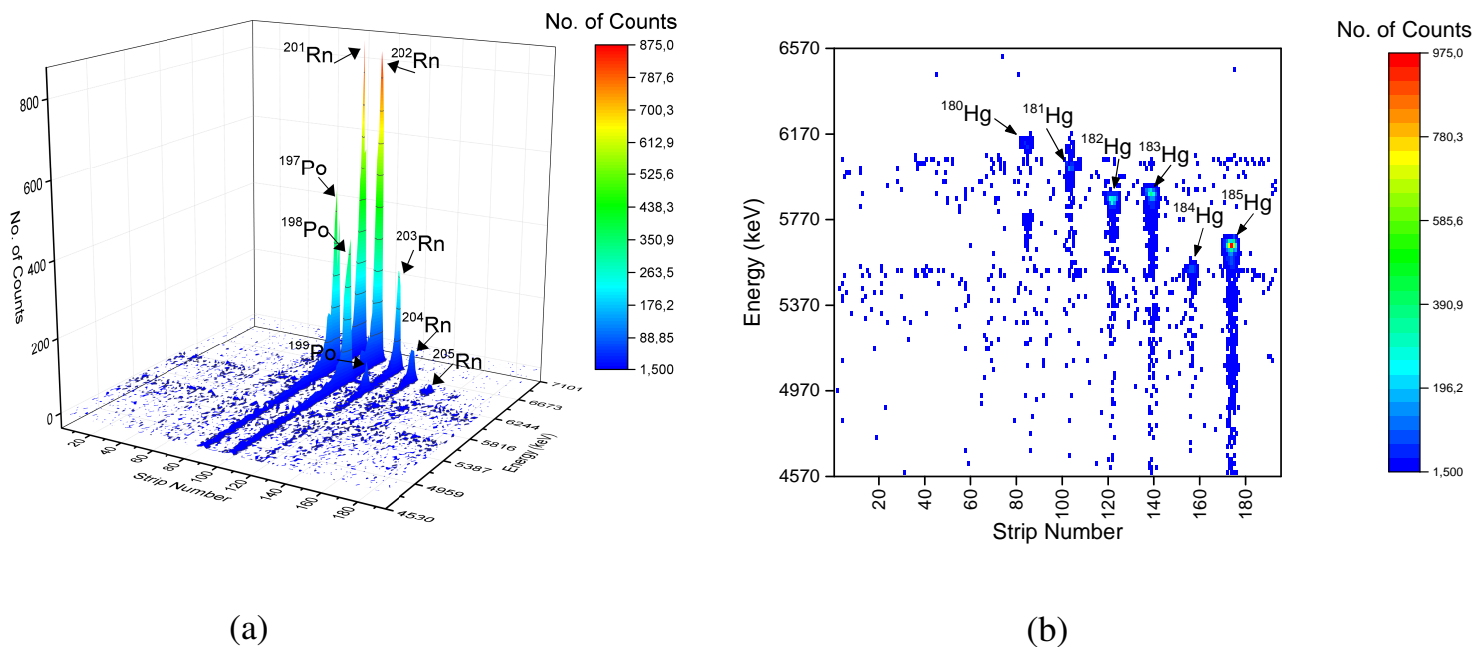 No. of Counts
875,0
787,6
700,3
612,9
525,6
438,3
350,9
263,5
176,2
88,85
1,500
800
600
400
200
0
No. of Counts
201Rn
202Rn
197Po
198Po
203Rn
204Rn
199Po
205Rn
20
40
60
80
100
120
140
160
180
Strip Number
7101
6673
6244
5816
5387
4959
4530
Energy (keV)
(a)
No. of Counts
975,0
780,3
585,6
390,9
196,2
1,500
6570
6170
5770
5370
4970
4570
Energy (keV)
180Hg
181Hg
182Hg
183Hg
184Hg
185Hg
20
40
60
80
100
120
140
160
180
Strip Number
(b)